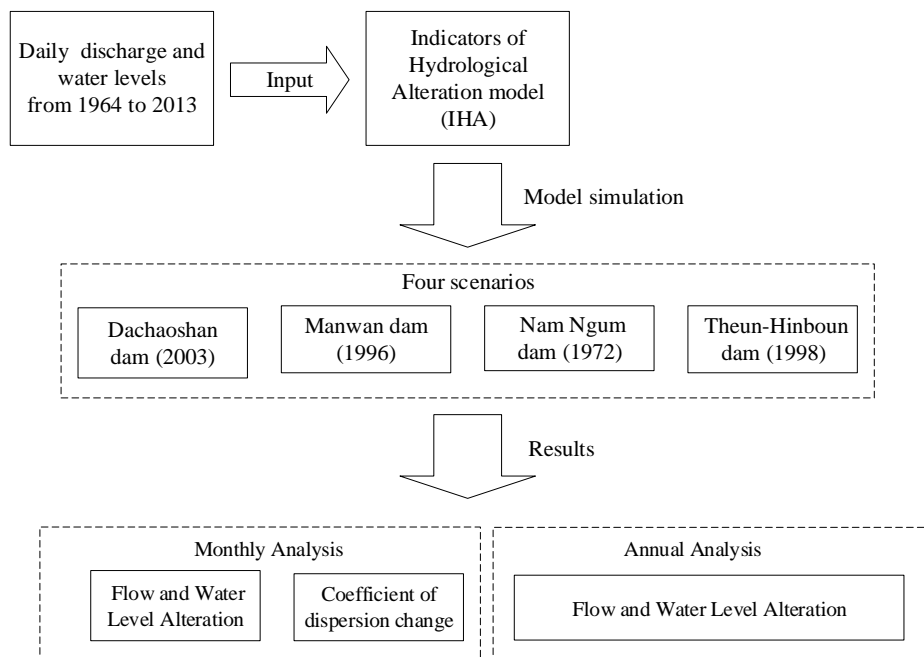 Daily discharge and
water levels
from 1964 to 2013
Input
Indicators of
Hydrological
Alteration model
(IHA)
Model simulation
Four scenarios
Dachaoshan
dam (2003)
Manwan dam
(1996)
Nam Ngum
dam (1972)
Theun-Hinboun
dam (1998)
Results
Monthly Analysis
Flow and Water
Level Alteration
Coefficient of
dispersion change
Annual Analysis
Flow and Water Level Alteration